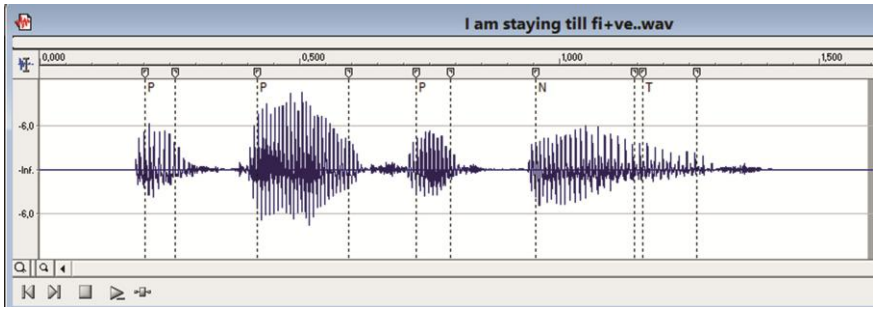 I am staying till fi+ve..wav
0,000 0,500 1,000 1,500
P P P N T
-6,0
-Inf.
-6,0